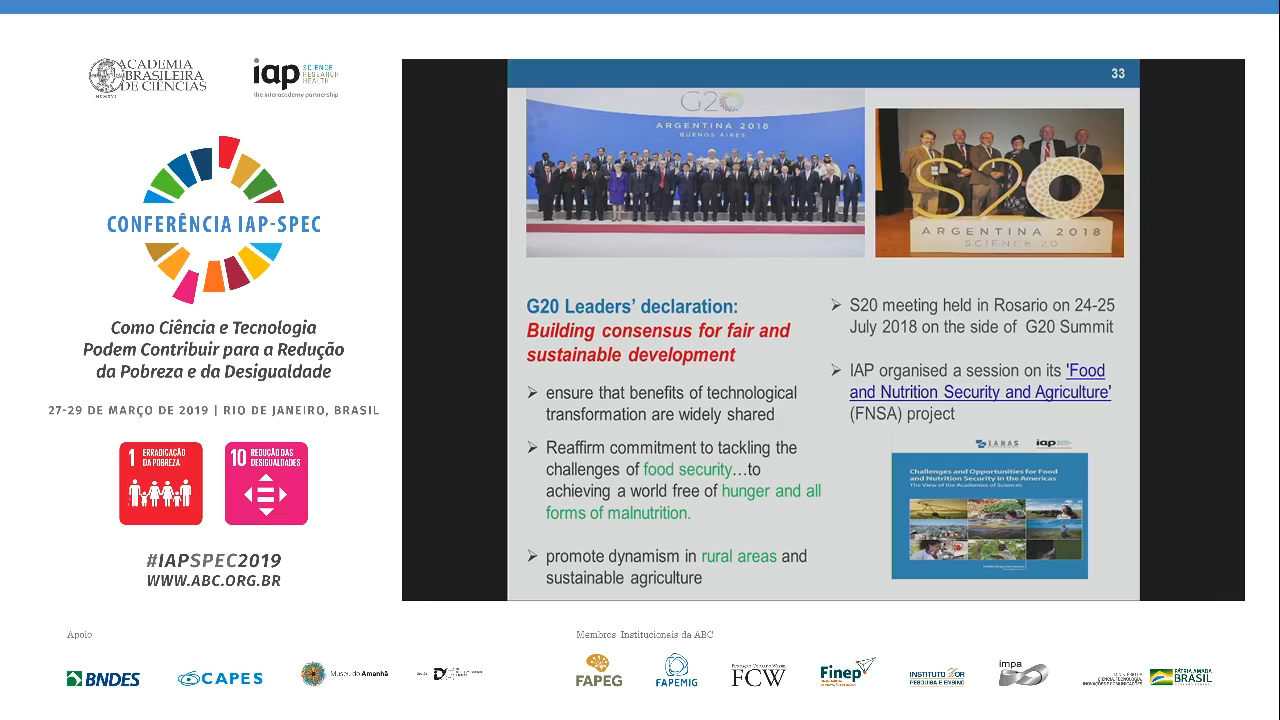 ACADEMIA
BRASILEIRA
DE CIÊNCIAS
iap
SCIENCE
RESEARCH
HEALTH
the interacademy partnership
CONFERÊNCIA IAP-SPEC
Como Ciência e Tecnologia
Podem Contribuir para a Redução
da Pobreza e da Desigualdade
27-29 DE MARÇO DE 2019 | RIO DE JANEIRO, BRASIL
1 ERRADICAÇÃO
DA POBREZA
10 REDUÇÃO DAS
DESIGUALDADES
#IAPSPEC2019
WWW.ABC.ORG.BR
33
G20
ARGENTINA 2018
BUENOS AIRES
S20
ARGENTINA 2018
SCIENCE 20
G20 Leaders’ declaration:
Building consensus for fair and
sustainable development
ensure that benefits of technological
transformation are widely shared
Reaffirm commitment to tackling the
challenges of food security…to
achieving a world free of hunger and all
forms of malnutrition.
promote dynamism in rural areas and
sustainable agriculture
S20 meeting held in Rosario on 24-25
July 2018 on the side of G20 Summit
IAP organised a session on its 'Food
and Nutrition Security and Agriculture'
(FNSA) project
IANAS
iap
Challenges and Opportunities for Food
and Nutrition Security in the Americas
The View of the Academies of Sciences
Apoio
BNDES
CAPES
Museu do Amanhã
Membros Institucionais da ABC
FAPEG
FAPEMIG
FCW
Finep
INSTITUTO D'OR
PESQUISA E ENSINO
impa
PÁTRIA AMADA
BRASIL